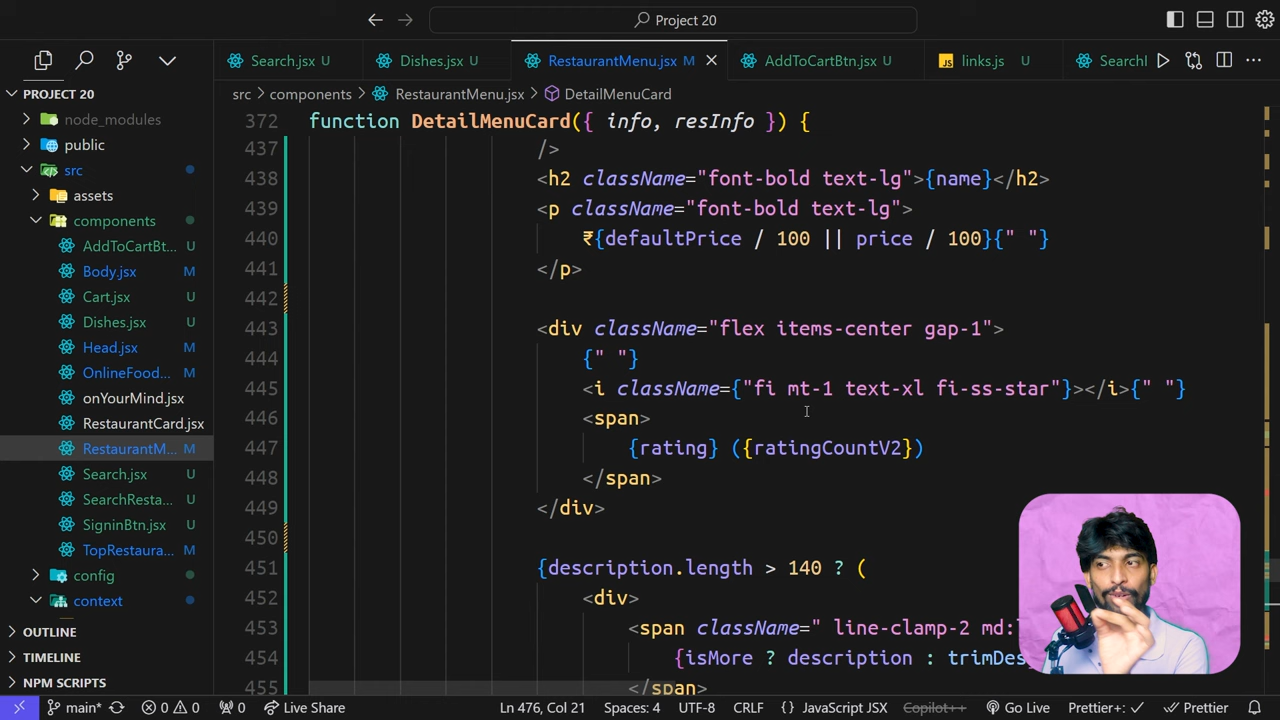 Project 20
Search.jsx U
Dishes.jsx U
RestaurantMenu.jsx M
AddToCartBtn.jsx U
JS links.js U
SearchI
PROJECT 20
src > components > RestaurantMenu.jsx > DetailMenuCard
node_modules
public
src
assets
components
AddToCartBt... U
Body.jsx M
Cart.jsx U
Dishes.jsx U
Head.jsx M
OnlineFood... M
onYourMind.jsx
RestaurantCard.jsx
RestaurantM... M
Search.jsx U
SearchResta... U
SigninBtn.jsx U
TopRestaura... M
config
context
OUTLINE
TIMELINE
NPM SCRIPTS
372 function DetailMenuCard({ info, resInfo }) {
437 />
438 <h2 className="font-bold text-lg">{name}</h2>
439 <p className="font-bold text-lg">
440 ₹{defaultPrice / 100 || price / 100}{" "}
441 </p>
442
443 <div className="flex items-center gap-1">
444 {" "}
445 <i className={"fi mt-1 text-xl fi-ss-star"}></i>{" "}
446 <span>
447 {rating} ({ratingCountV2})
448 </span>
449 </div>
450
451 {description.length > 140 ? (
452 <div>
453 <span className=" line-clamp-2 md:
454 {isMore ? description : trimDes
455 </span>
main* 0 0 0 Live Share Ln 476, Col 21 Spaces: 4 UTF-8 CRLF {} JavaScript JSX Copilot++ Go Live Prettier+: Prettier